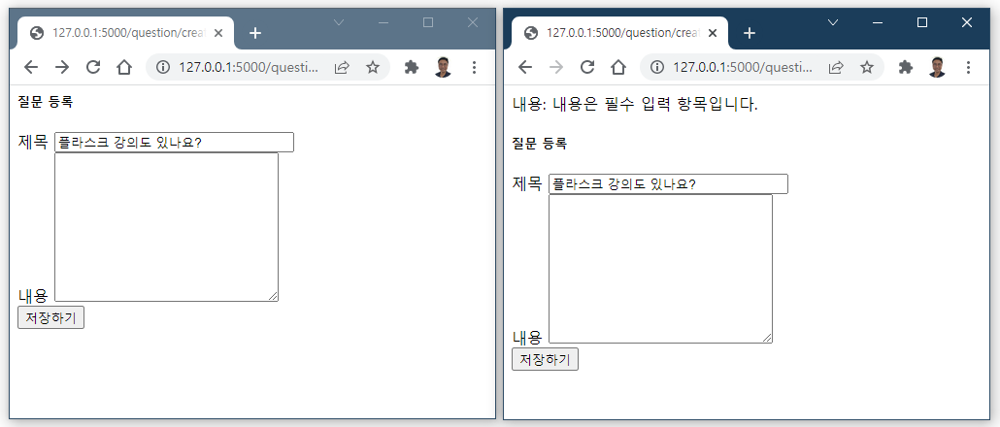 127.0.0.1:5000/question/creat
127.0.0.1:5000/questi...
질문 등록
제목 플라스크 강의도 있나요?
내용
저장하기
127.0.0.1:5000/question/creat
127.0.0.1:5000/questi...
내용: 내용은 필수 입력 항목입니다.
질문 등록
제목 플라스크 강의도 있나요?
내용
저장하기